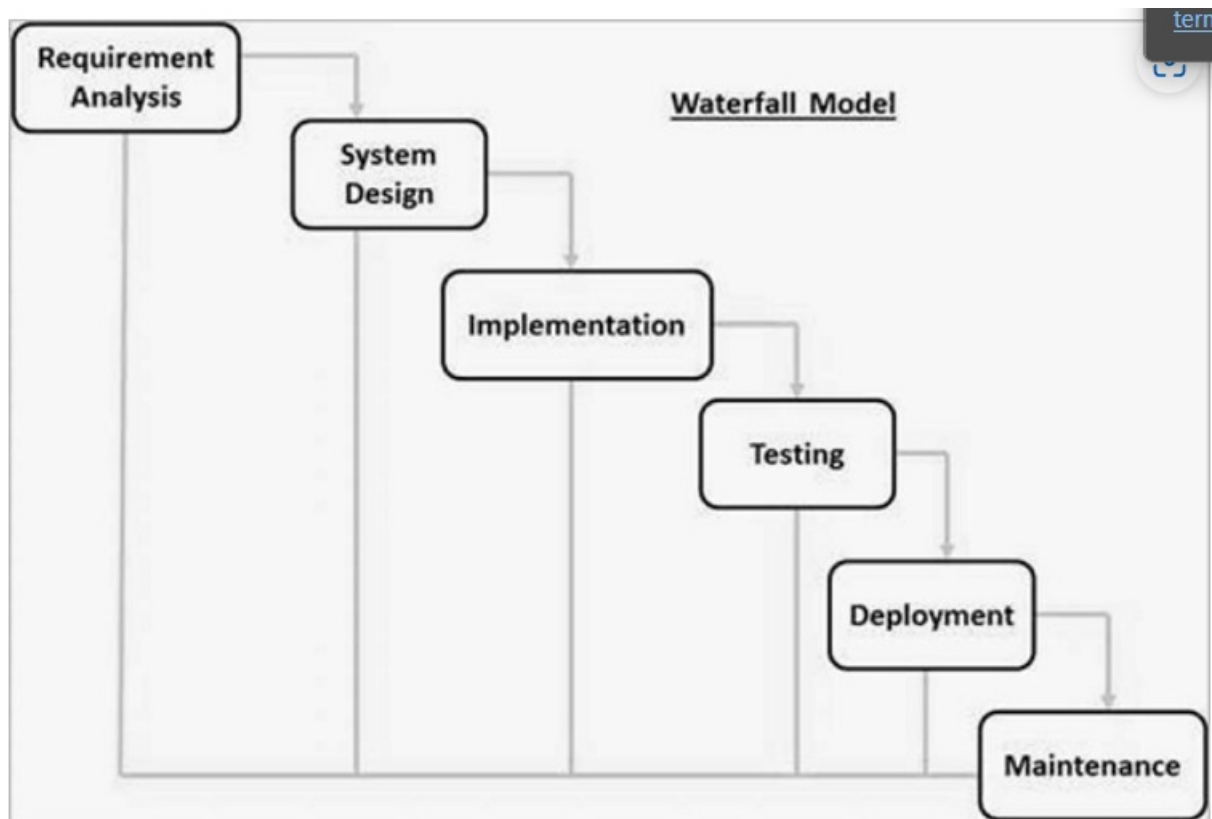 Requirement
Analysis
Waterfall Model
System
Design
Implementation
Testing
Deployment
Maintenance